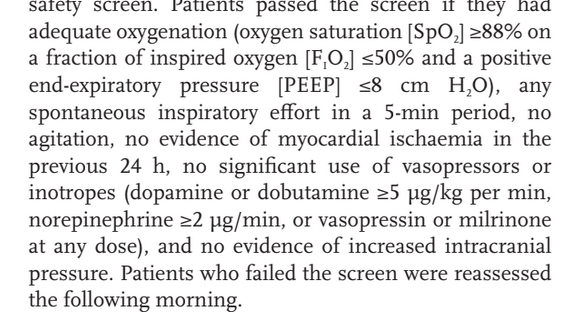 safety screen. Patients passed the screen if they had
adequate oxygenation (oxygen saturation [SpO₂] ≥88% on
a fraction of inspired oxygen [FᵢO₂] ≤50% and a positive
end-expiratory pressure [PEEP] ≤8 cm H₂O), any
spontaneous inspiratory effort in a 5-min period, no
agitation, no evidence of myocardial ischaemia in the
previous 24 h, no significant use of vasopressors or
inotropes (dopamine or dobutamine ≥5 μg/kg per min,
norepinephrine ≥2 μg/min, or vasopressin or milrinone
at any dose), and no evidence of increased intracranial
pressure. Patients who failed the screen were reassessed
the following morning.